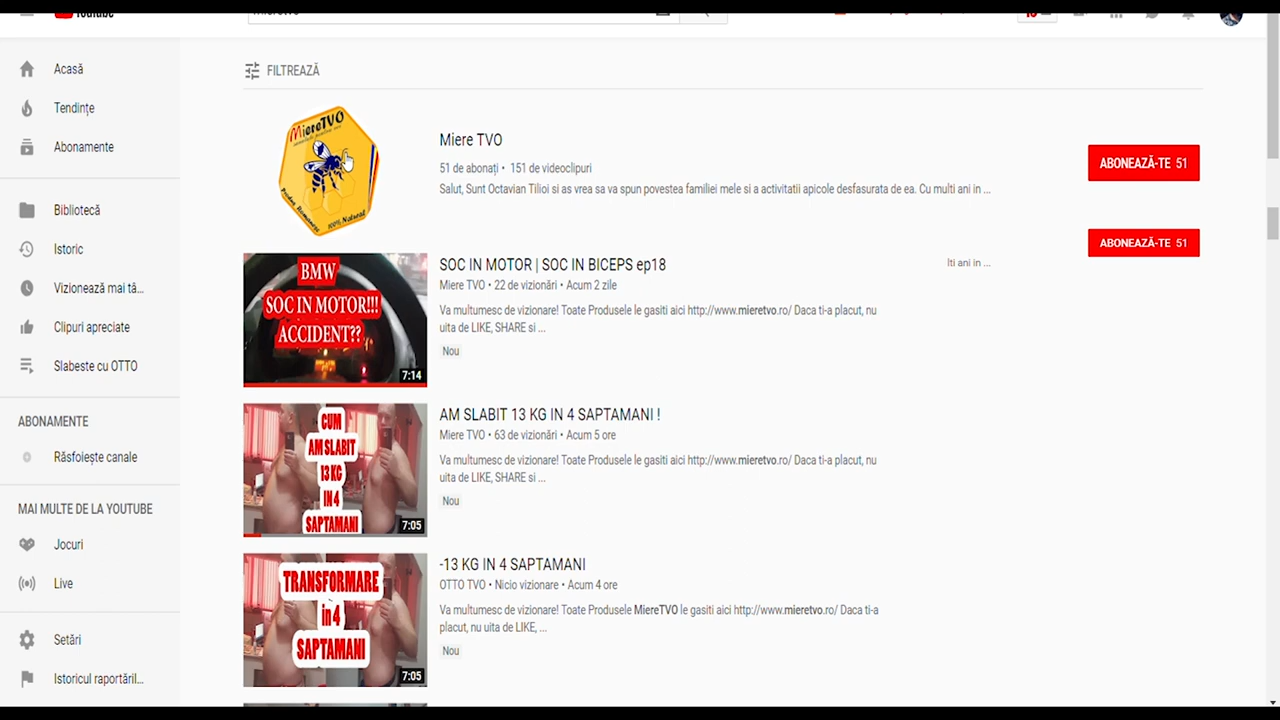 YouTube
Acasă
Tendințe
Abonamente
Bibliotecă
Istoric
Vizionează mai tâ...
Clipuri apreciate
Slabeste cu OTTO
ABONAMENTE
Răsfoiește canale
MAI MULTE DE LA YOUTUBE
Jocuri
Live
Setări
Istoricul raportăril...
FILTREAZĂ
MiereTVO
Produs Romanesc
100% Natural
Miere TVO
51 de abonați • 151 de videoclipuri
Salut, Sunt Octavian Tilioi si as vrea sa va spun povestea familiei mele si a activitatii apicole desfasurata de ea. Cu multi ani in ...
ABONEAZĂ-TE 51
ABONEAZĂ-TE 51
lti ani in ...
BMW
SOC IN MOTOR!!!
ACCIDENT??
7:14
SOC IN MOTOR | SOC IN BICEPS ep18
Miere TVO • 22 de vizionări • Acum 2 zile
Va multumesc de vizionare! Toate Produsele le gasiti aici http://www.mieretvo.ro/ Daca ti-a placut, nu
uita de LIKE, SHARE si ...
Nou
CUM
AM SLABIT
13 KG
IN 4
SAPTAMANI
7:05
AM SLABIT 13 KG IN 4 SAPTAMANI !
Miere TVO • 63 de vizionări • Acum 5 ore
Va multumesc de vizionare! Toate Produsele le gasiti aici http://www.mieretvo.ro/ Daca ti-a placut, nu
uita de LIKE, SHARE si ...
Nou
TRANSFORMARE
in 4
SAPTAMANI
7:05
-13 KG IN 4 SAPTAMANI
OTTO TVO • Nicio vizionare • Acum 4 ore
Va multumesc de vizionare! Toate Produsele MiereTVO le gasiti aici http://www.mieretvo.ro/ Daca ti-a
placut, nu uita de LIKE, ...
Nou